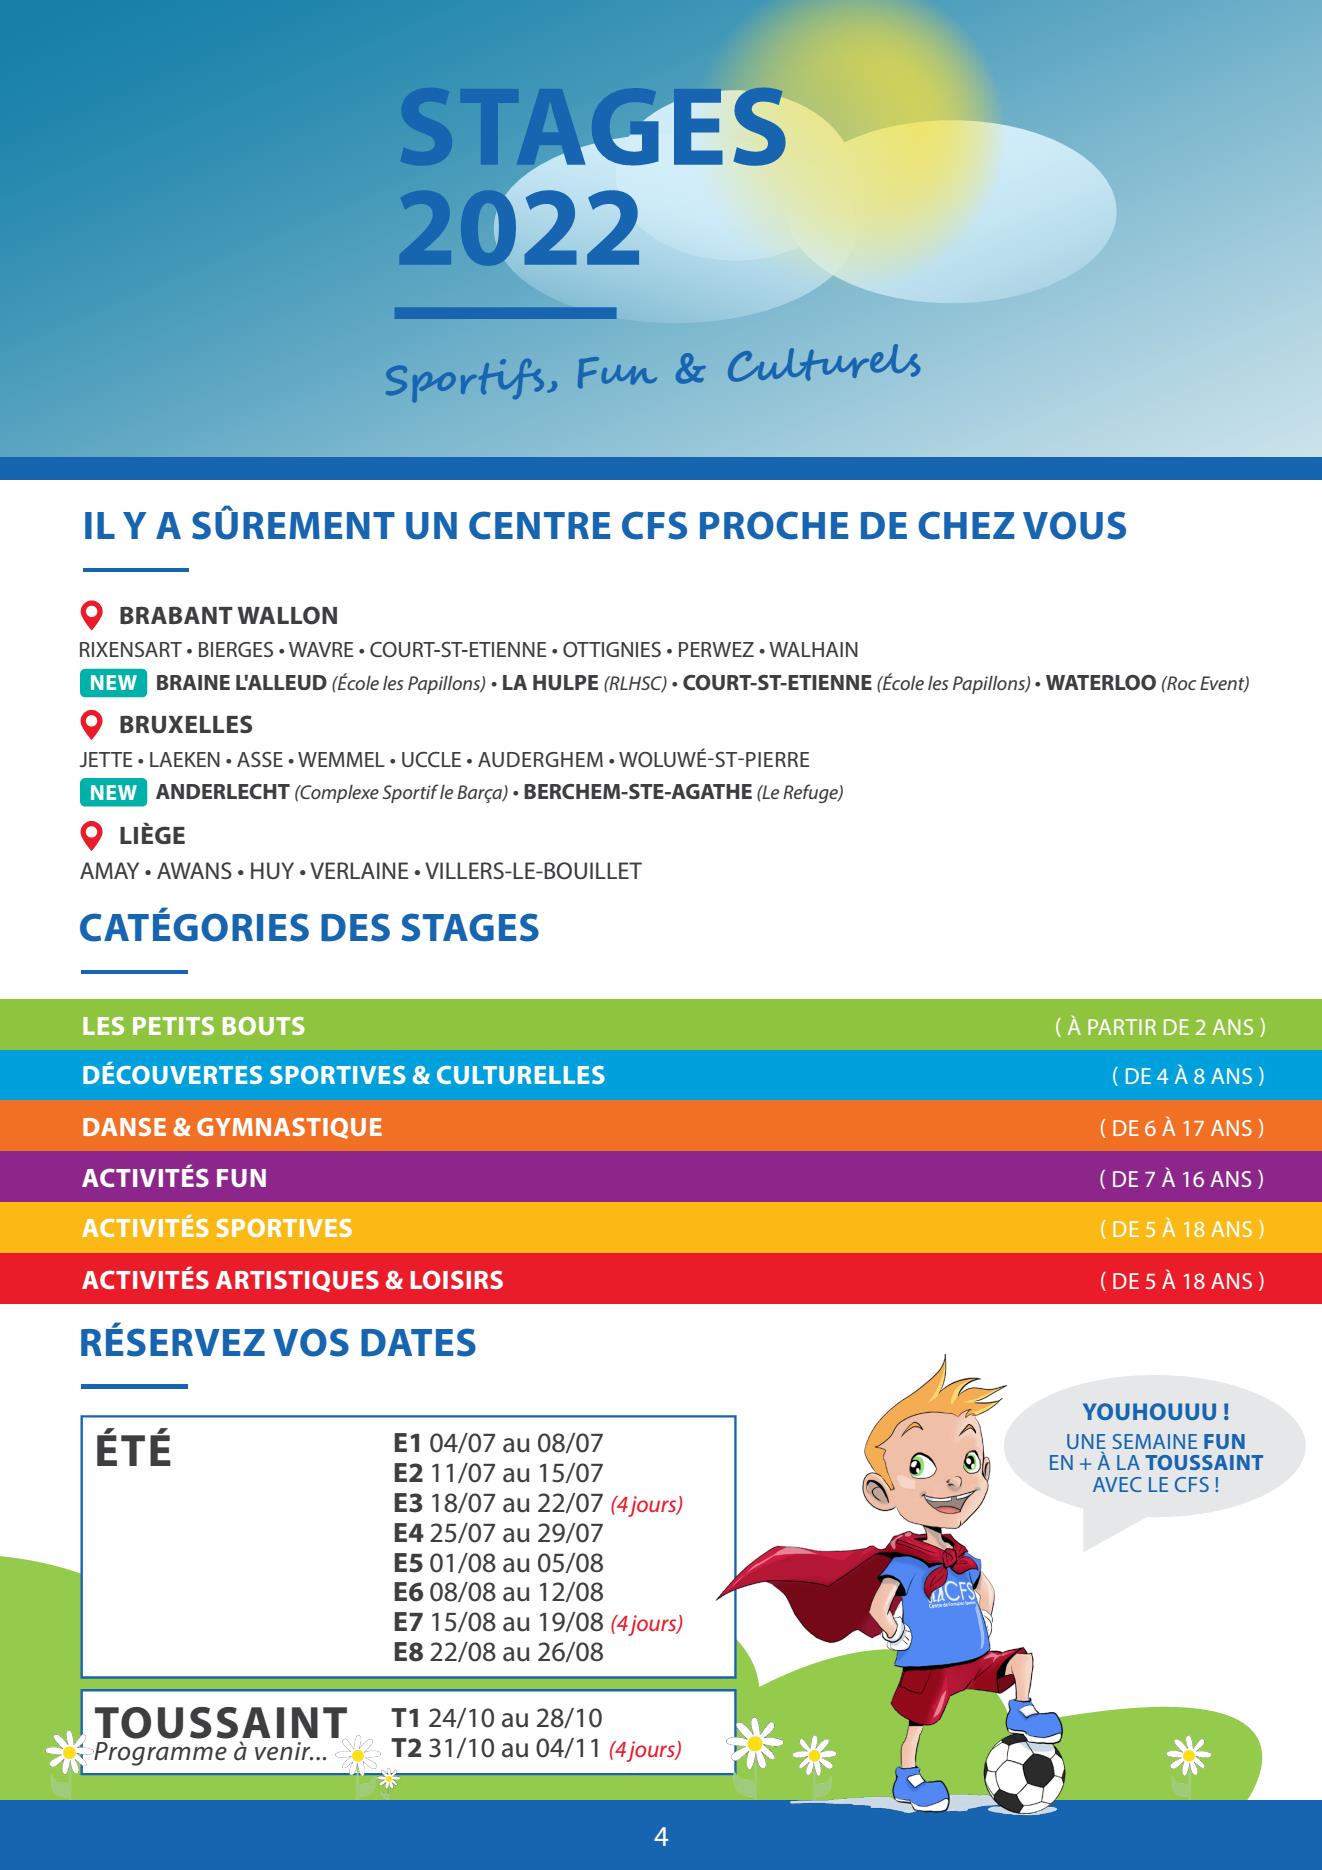 STAGES
2022
Sportifs, Fun & Culturels
IL Y A SÛREMENT UN CENTRE CFS PROCHE DE CHEZ VOUS
BRABANT WALLON
RIXENSART • BIERGES • WAVRE • COURT-ST-ETIENNE • OTTIGNIES • PERWEZ • WALHAIN
NEW BRAINE L'ALLEUD (École les Papillons) • LA HULPE (RLHSC) • COURT-ST-ETIENNE (École les Papillons) • WATERLOO (Roc Event)
BRUXELLES
JETTE • LAEKEN • ASSE • WEMMEL • UCCLE • AUDERGHEM • WOLUWÉ-ST-PIERRE
NEW ANDERLECHT (Complexe Sportif le Barça) • BERCHEM-STE-AGATHE (Le Refuge)
LIÈGE
AMAY • AWANS • HUY • VERLAINE • VILLERS-LE-BOUILLET
CATÉGORIES DES STAGES
LES PETITS BOUTS ( À PARTIR DE 2 ANS )
DÉCOUVERTES SPORTIVES & CULTURELLES ( DE 4 À 8 ANS )
DANSE & GYMNASTIQUE ( DE 6 À 17 ANS )
ACTIVITÉS FUN ( DE 7 À 16 ANS )
ACTIVITÉS SPORTIVES ( DE 5 À 18 ANS )
ACTIVITÉS ARTISTIQUES & LOISIRS ( DE 5 À 18 ANS )
RÉSERVEZ VOS DATES
ÉTÉ
E1 04/07 au 08/07
E2 11/07 au 15/07
E3 18/07 au 22/07 (4 jours)
E4 25/07 au 29/07
E5 01/08 au 05/08
E6 08/08 au 12/08
E7 15/08 au 19/08 (4 jours)
E8 22/08 au 26/08
TOUSSAINT
Programme à venir...
T1 24/10 au 28/10
T2 31/10 au 04/11 (4 jours)
YOUHOUUU !
UNE SEMAINE FUN
EN + À LA TOUSSAINT
AVEC LE CFS !
CFS
4